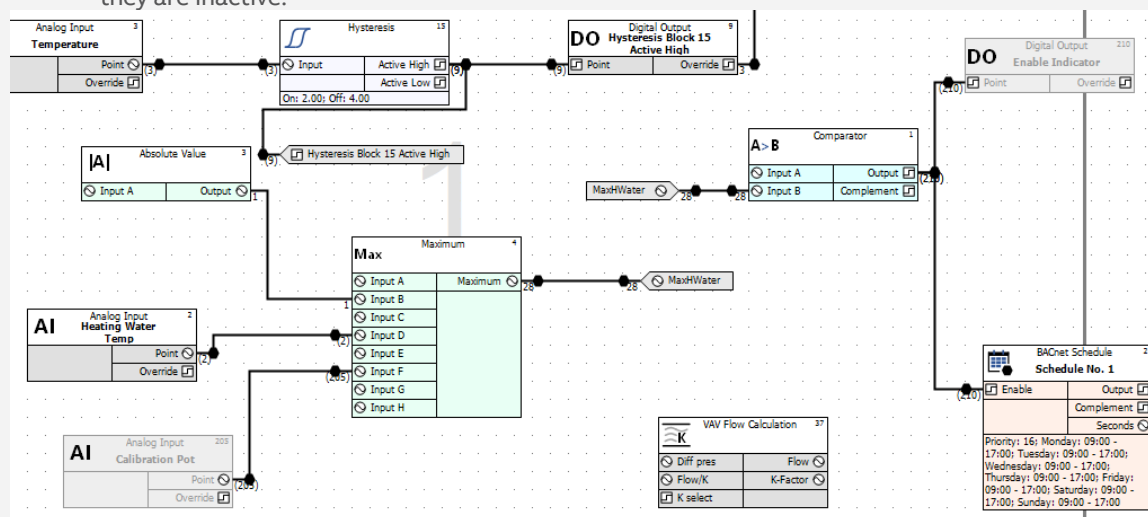 they are inactive.
Analog Input 3
Temperature
Point
(3)
Override
Hysteresis 15
(3)
Input
Active High
(9)
Active Low
On: 2.00; Off: 4.00
DO
Digital Output 9
Hysteresis Block 15
Active High
(9)
Point
Override
3
DO
Digital Output 210
Enable Indicator
(210)
Point
Override
|A|
Absolute Value 3
Input A
Output
1
(9)
Hysteresis Block 15 Active High
1
A>B
Comparator 1
Input A
Output
(210)
Input B
Complement
MaxHWater
28
28
Max
Maximum 4
Input A
Maximum
28
1
Input B
Input C
(2)
Input D
Input E
(205)
Input F
Input G
Input H
28
MaxHWater
AI
Analog Input 2
Heating Water
Temp
Point
(2)
Override
AI
Analog Input 205
Calibration Pot
Point
(205)
Override
K
VAV Flow Calculation 37
Diff pres
Flow
Flow/K
K-Factor
K select
BACnet Schedule 2
Schedule No. 1
(210)
Enable
Output
Complement
Seconds
Priority: 16; Monday: 09:00 -
17:00; Tuesday: 09:00 - 17:00;
Wednesday: 09:00 - 17:00;
Thursday: 09:00 - 17:00; Friday:
09:00 - 17:00; Saturday: 09:00 -
17:00; Sunday: 09:00 - 17:00